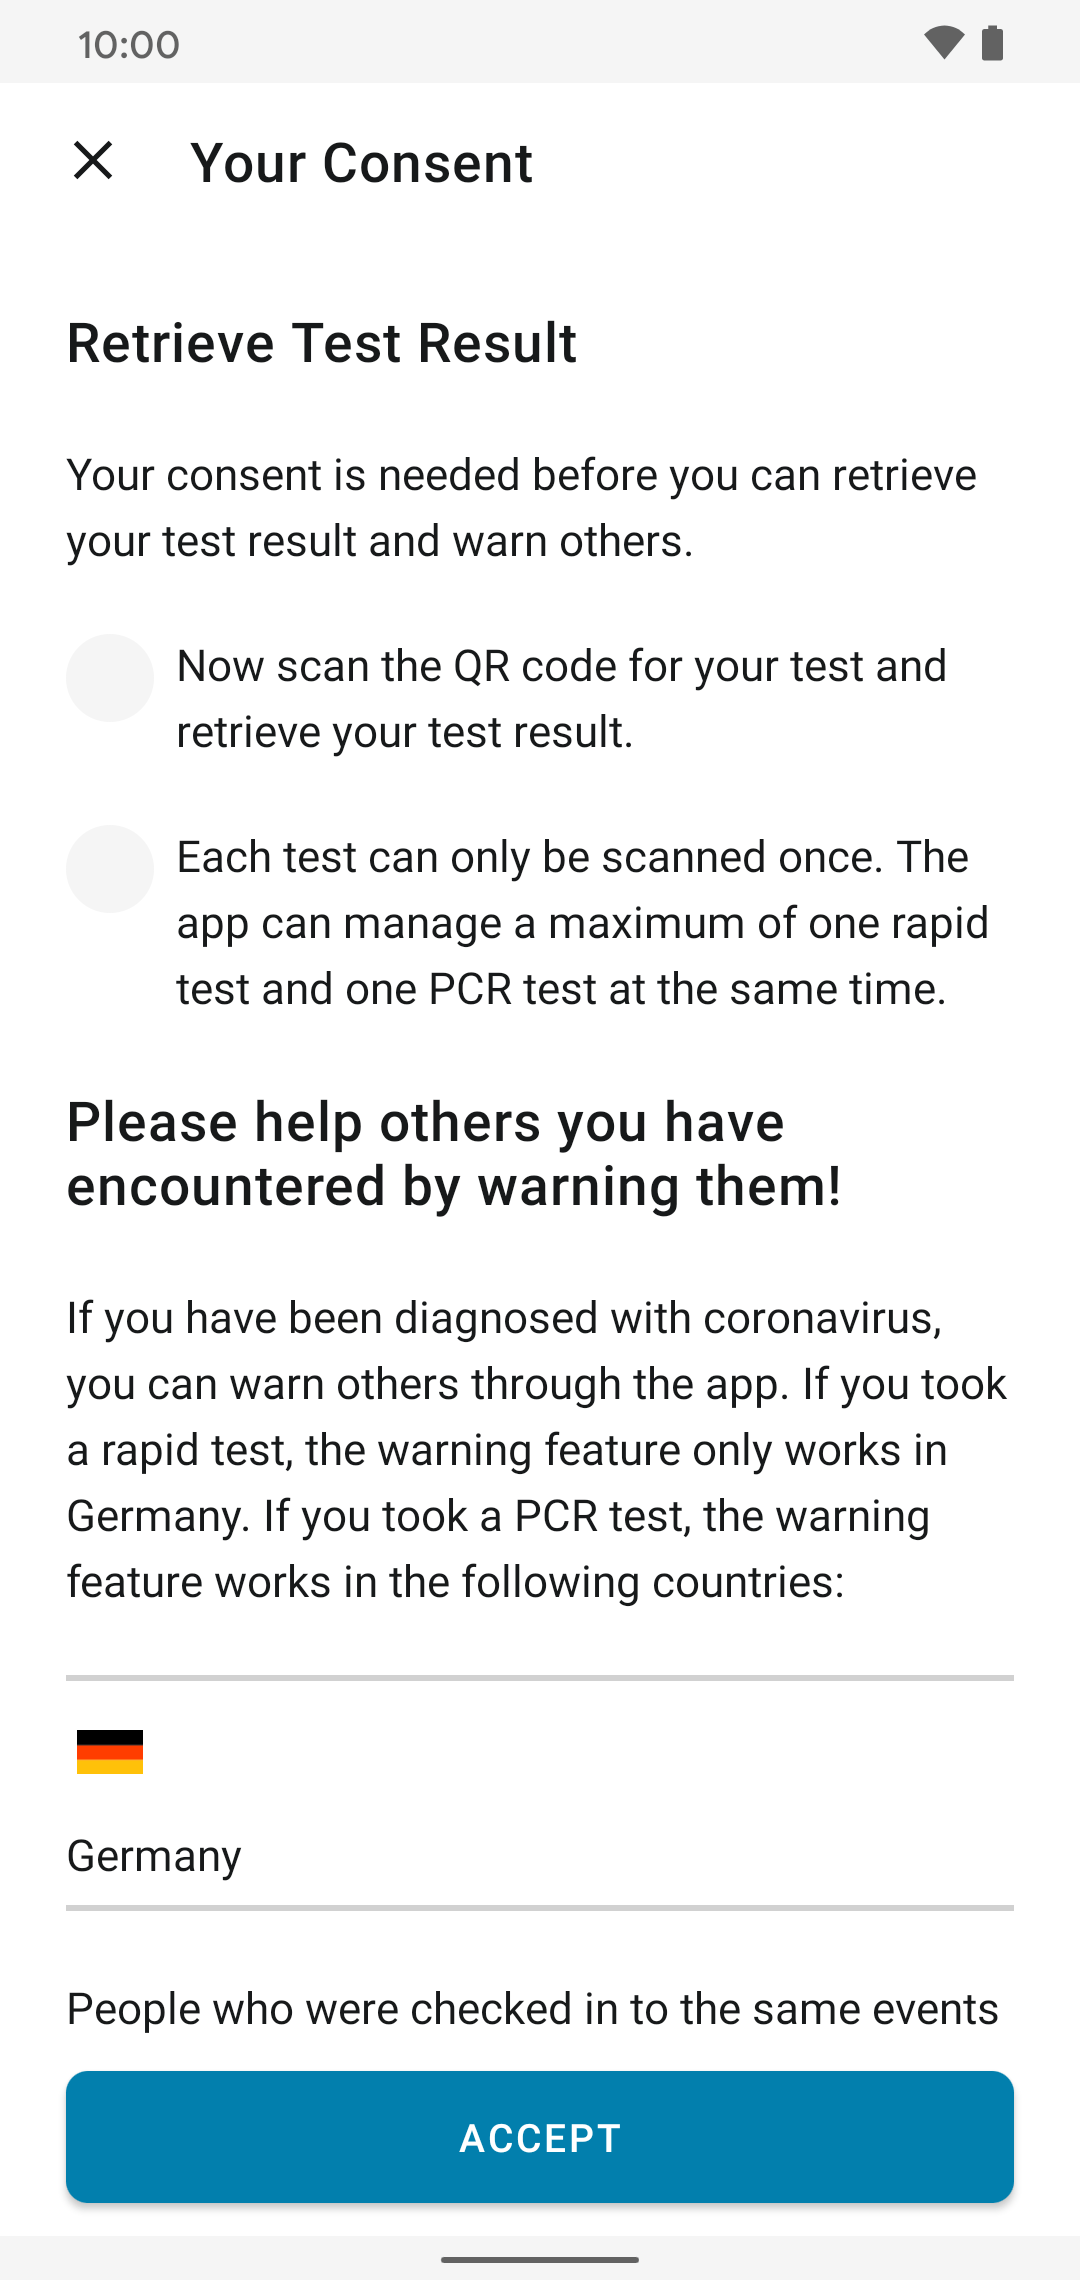 10:00
Your Consent
Retrieve Test Result
Your consent is needed before you can retrieve
your test result and warn others.
Now scan the QR code for your test and
retrieve your test result.
Each test can only be scanned once. The
app can manage a maximum of one rapid
test and one PCR test at the same time.
Please help others you have
encountered by warning them!
If you have been diagnosed with coronavirus,
you can warn others through the app. If you took
a rapid test, the warning feature only works in
Germany. If you took a PCR test, the warning
feature works in the following countries:
Germany
People who were checked in to the same events
ACCEPT